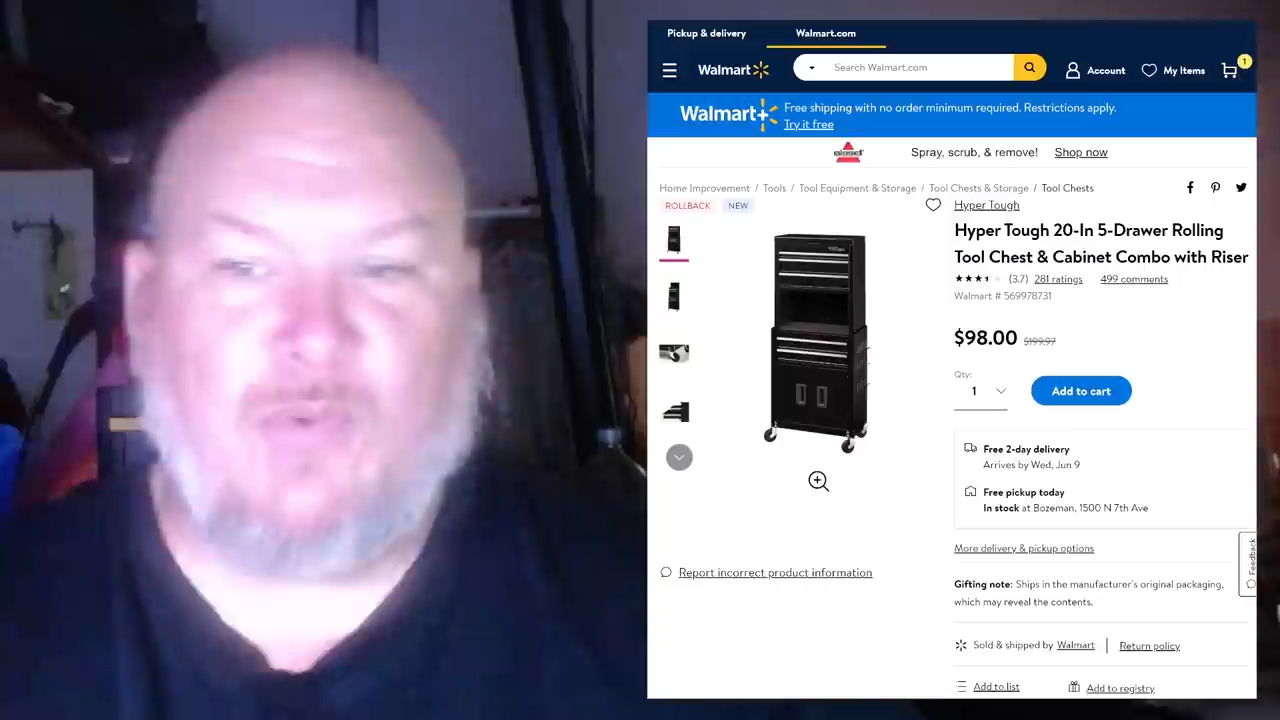 Pickup & delivery
Walmart.com
Walmart
Search Walmart.com
Account
My Items
1
Walmart+
Free shipping with no order minimum required. Restrictions apply.
Try it free
BISSELL
Spray, scrub, & remove!
Shop now
Home Improvement / Tools / Tool Equipment & Storage / Tool Chests & Storage / Tool Chests
ROLLBACK
NEW
Hyper Tough
Hyper Tough 20-In 5-Drawer Rolling
Tool Chest & Cabinet Combo with Riser
(3.7) 281 ratings 499 comments
Walmart # 569978731
$98.00 $199.97
Qty:
1
Add to cart
Free 2-day delivery
Arrives by Wed, Jun 9
Free pickup today
In stock at Bozeman, 1500 N 7th Ave
More delivery & pickup options
Feedback
Report incorrect product information
Gifting note: Ships in the manufacturer's original packaging,
which may reveal the contents.
Sold & shipped by Walmart | Return policy
Add to list
Add to registry